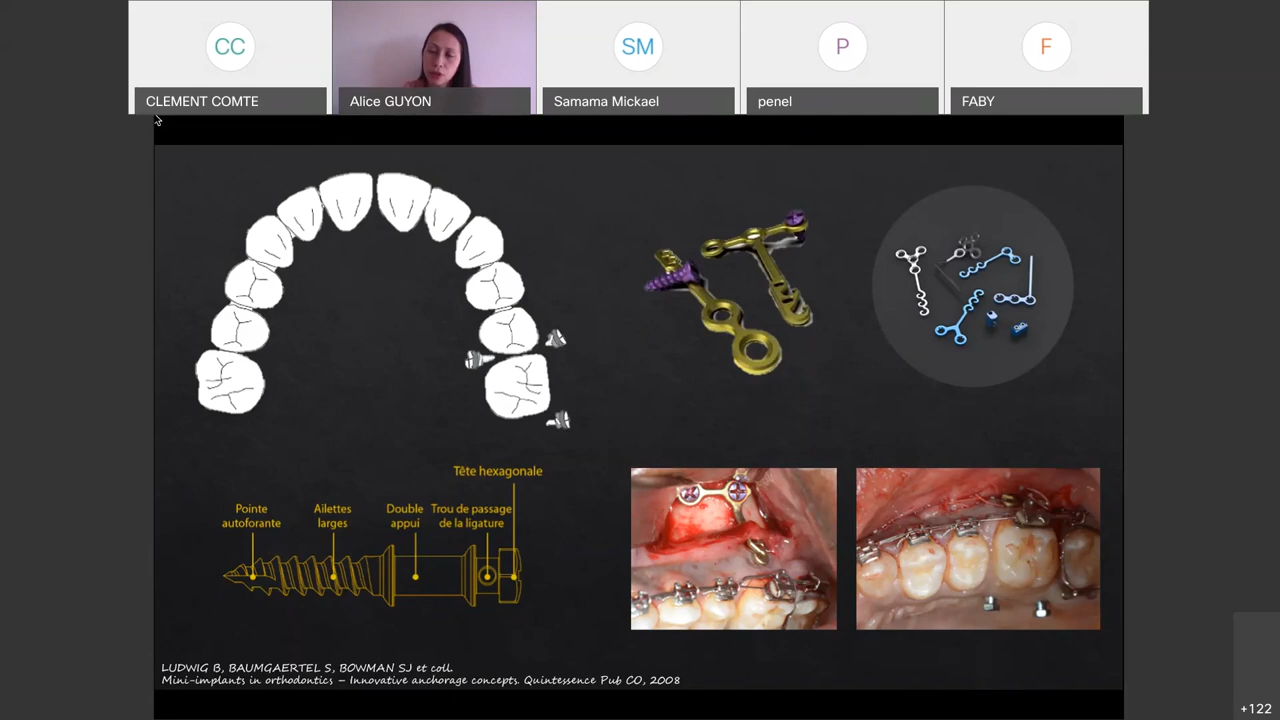 CC
SM
P
F
CLEMENT COMTE
Alice GUYON
Samama Mickael
penel
FABY
Tête hexagonale
Pointe
autoforante
Ailettes
larges
Double
appui
Trou de passage
de la ligature
LUDWIG B, BAUMGAERTEL S, BOWMAN SJ et coll.
Mini-implants in orthodontics – Innovative anchorage concepts. Quintessence Pub CO, 2008
+122